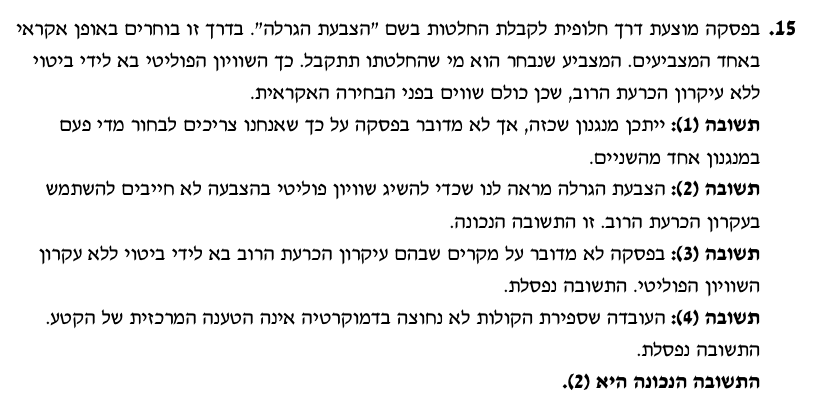 15. בפסקה מוצעת דרך חלופית לקבלת החלטות בשם "הצבעת הגרלה". בדרך זו בוחרים באופן אקראי
באחד המצביעים. המצביע שנבחר הוא מי שהחלטתו תתקבל. כך השוויון הפוליטי בא לידי ביטוי
ללא עיקרון הכרעת הרוב, שכן כולם שווים בפני הבחירה האקראית.
תשובה (1): ייתכן מנגנון שכזה, אך לא מדובר בפסקה על כך שאנחנו צריכים לבחור מדי פעם
במנגנון אחד מהשניים.
תשובה (2): הצבעת הגרלה מראה לנו שכדי להשיג שוויון פוליטי בהצבעה לא חייבים להשתמש
בעקרון הכרעת הרוב. זו התשובה הנכונה.
תשובה (3): בפסקה לא מדובר על מקרים שבהם עיקרון הכרעת הרוב בא לידי ביטוי ללא עקרון
השוויון הפוליטי. התשובה נפסלת.
תשובה (4): העובדה שספירת הקולות לא נחוצה בדמוקרטיה אינה הטענה המרכזית של הקטע.
התשובה נפסלת.
התשובה הנכונה היא (2).